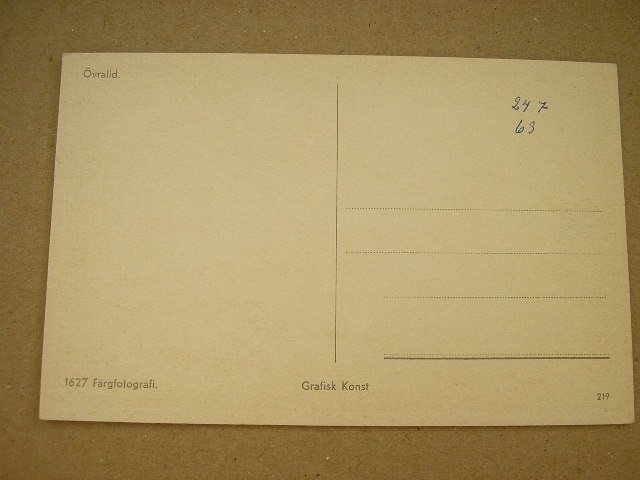 Övralid.
24 7
63
1627 Färgfotografi.
Grafisk Konst
219